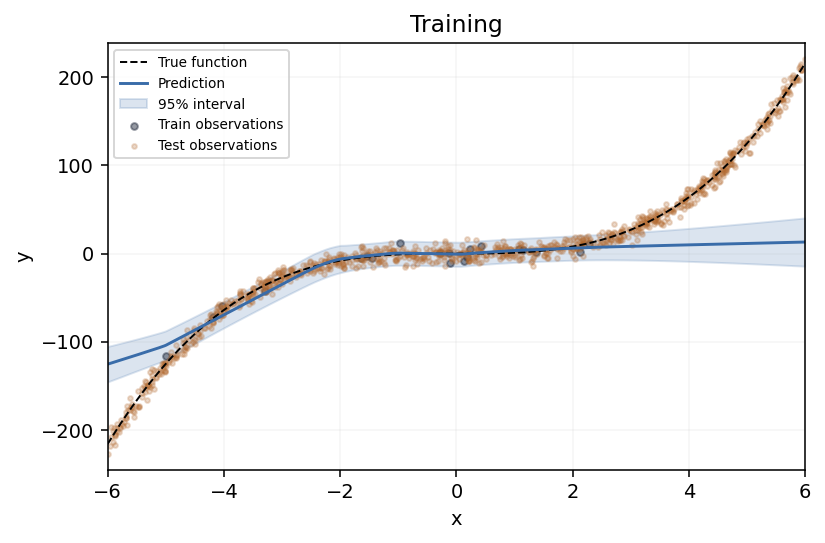 Training
True function
Prediction
95% interval
Train observations
Test observations
y
200
100
0
−100
−200
−6 −4 −2 0 2 4 6
x